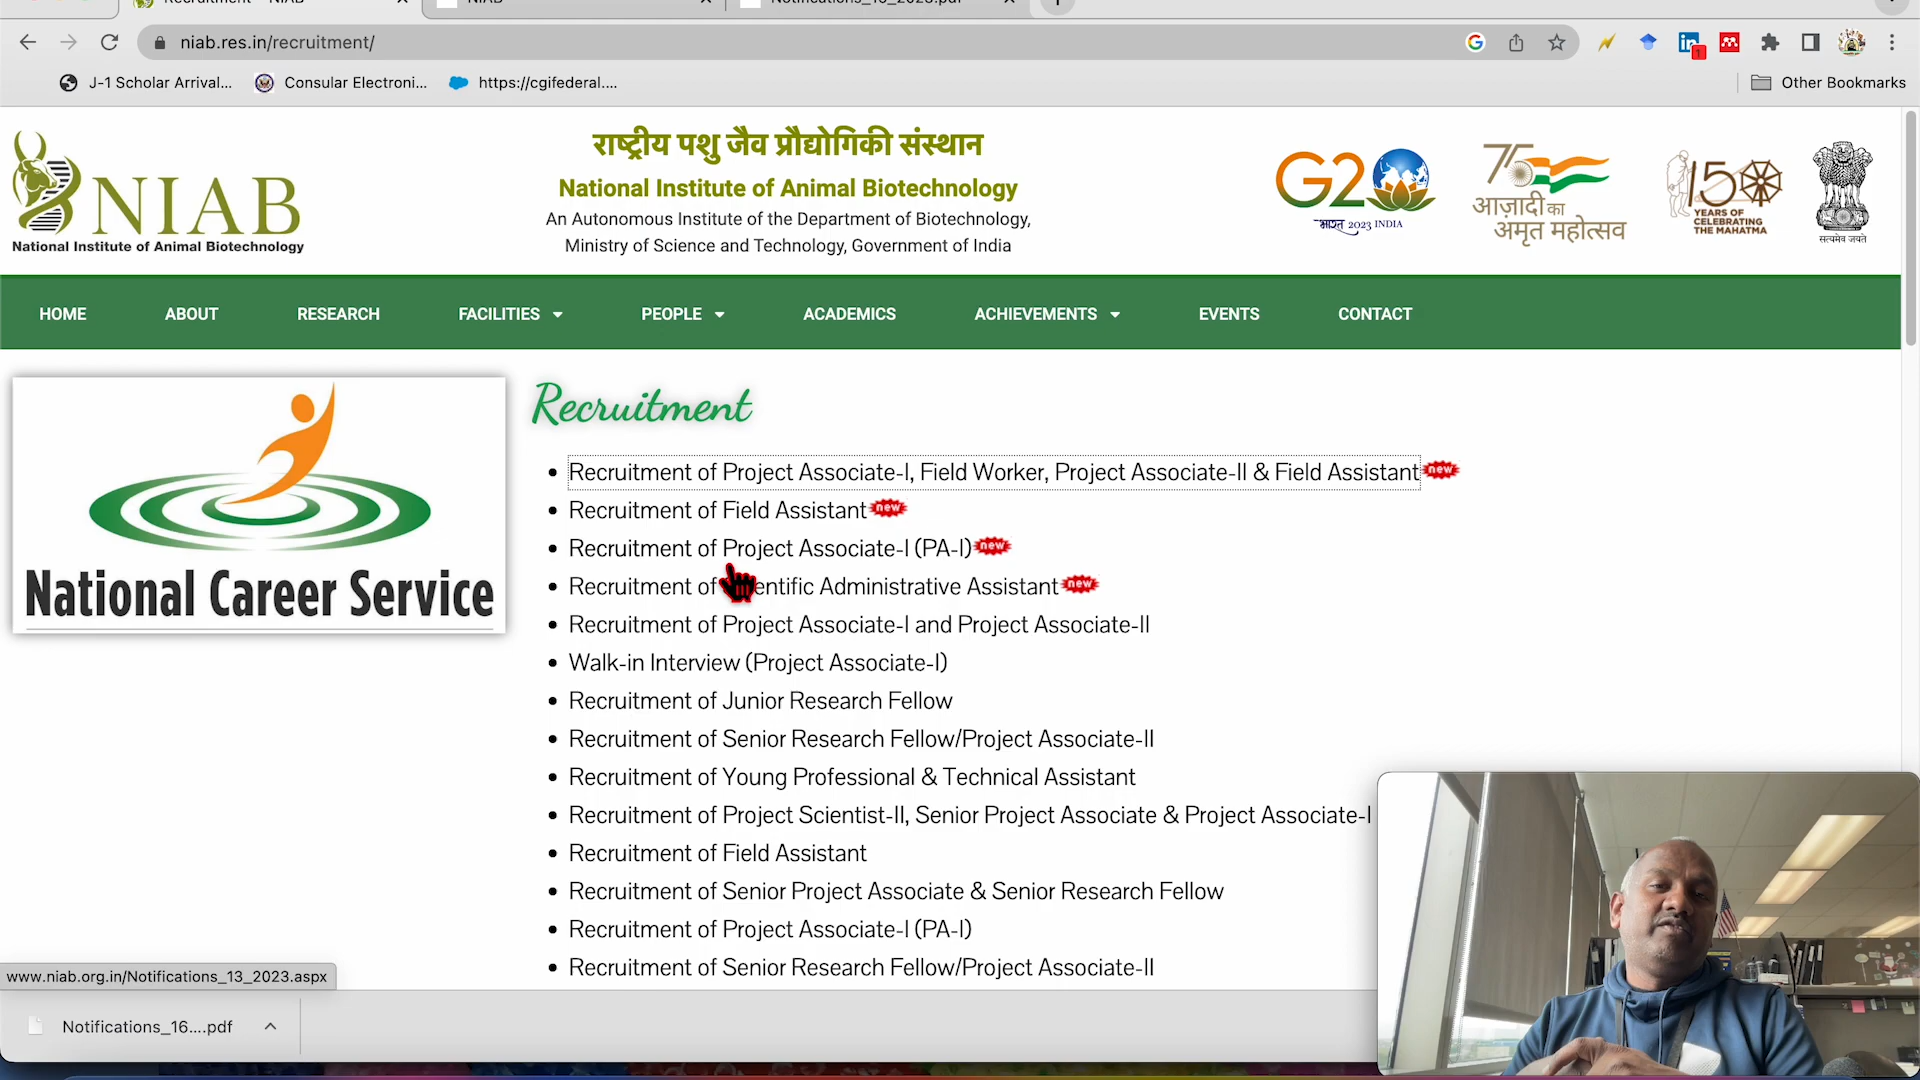 niab.res.in/recruitment/
J-1 Scholar Arrival...
Consular Electroni...
https://cgifederal....
Other Bookmarks
NIAB
National Institute of Animal Biotechnology
राष्ट्रीय पशु जैव प्रौद्योगिकी संस्थान
National Institute of Animal Biotechnology
An Autonomous Institute of the Department of Biotechnology,
Ministry of Science and Technology, Government of India
G20
भारत 2023 INDIA
75
आज़ादी का
अमृत महोत्सव
150
YEARS OF
CELEBRATING
THE MAHATMA
सत्यमेव जयते
HOME
ABOUT
RESEARCH
FACILITIES
PEOPLE
ACADEMICS
ACHIEVEMENTS
EVENTS
CONTACT
National Career Service
Recruitment
Recruitment of Project Associate-I, Field Worker, Project Associate-II & Field Assistant new
Recruitment of Field Assistant new
Recruitment of Project Associate-I (PA-I) new
Recruitment of entific Administrative Assistant new
Recruitment of Project Associate-I and Project Associate-II
Walk-in Interview (Project Associate-I)
Recruitment of Junior Research Fellow
Recruitment of Senior Research Fellow/Project Associate-II
Recruitment of Young Professional & Technical Assistant
Recruitment of Project Scientist-II, Senior Project Associate & Project Associate-I
Recruitment of Field Assistant
Recruitment of Senior Project Associate & Senior Research Fellow
Recruitment of Project Associate-I (PA-I)
Recruitment of Senior Research Fellow/Project Associate-II
www.niab.org.in/Notifications_13_2023.aspx
Notifications_16....pdf